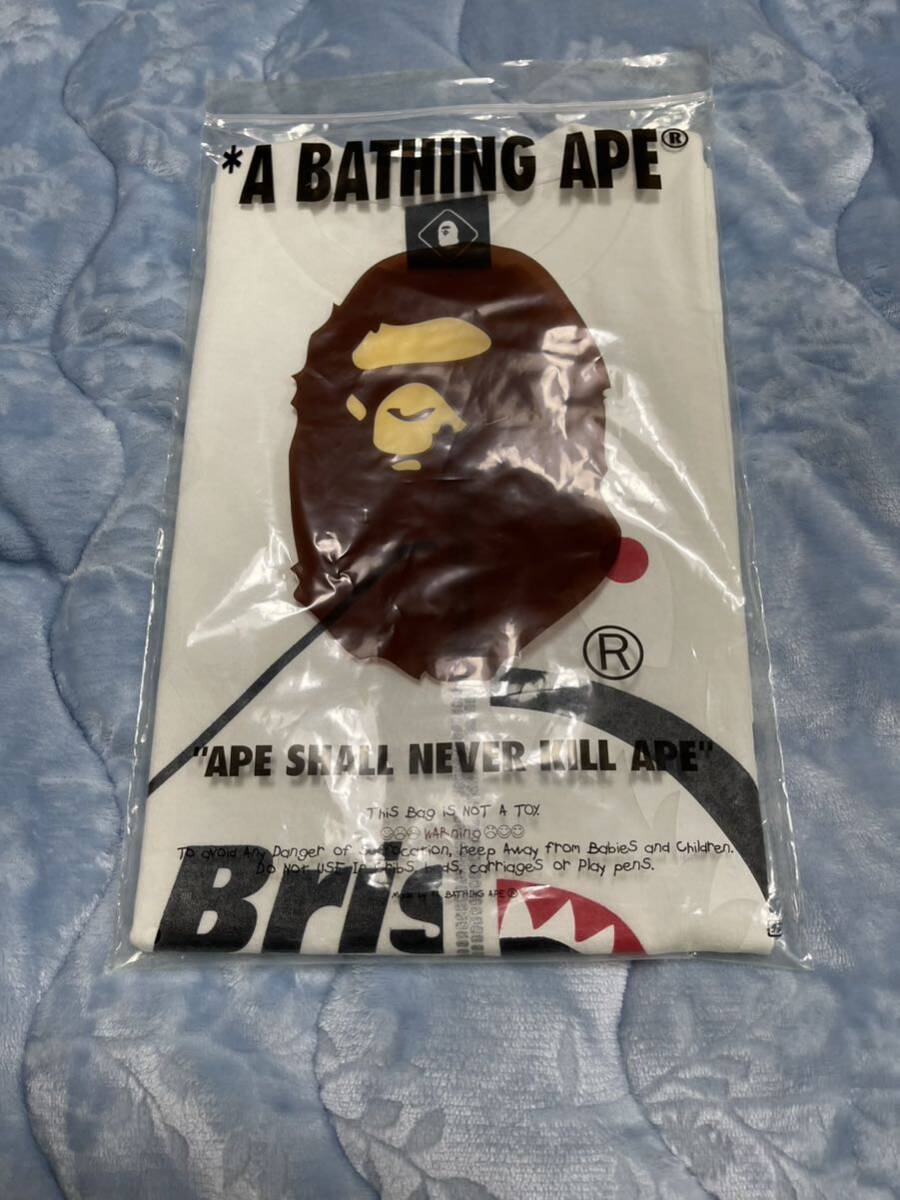 *A BATHING APE®
®
"APE SHALL NEVER KILL APE"
THiS Bag iS NOT A TOY.
WARNING
To avoid Any Danger of Suffocation, Keep Away from BabieS and Children.
DO NOT USE In CribS, BedS, carriageS or Play penS.
Made by A BATHING APE®
Bris